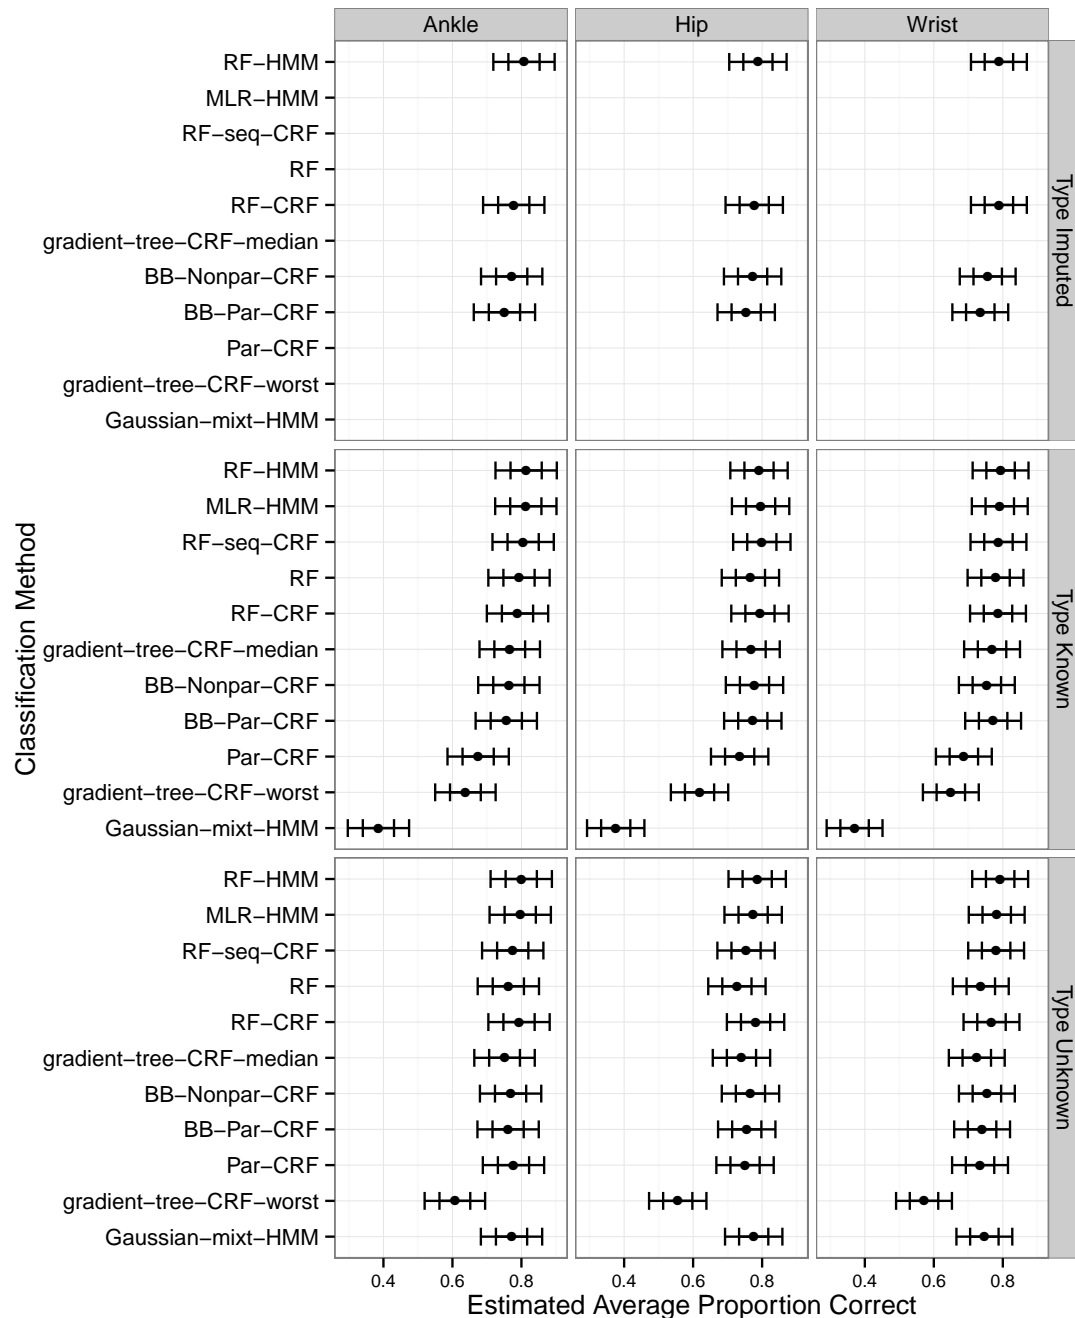 Ankle Hip Wrist
RF−HMM
MLR−HMM
RF−seq−CRF
RF
RF−CRF
gradient−tree−CRF−median
BB−Nonpar−CRF
BB−Par−CRF
Par−CRF
gradient−tree−CRF−worst
Gaussian−mixt−HMM
Type Imputed
RF−HMM
MLR−HMM
RF−seq−CRF
RF
RF−CRF
gradient−tree−CRF−median
BB−Nonpar−CRF
BB−Par−CRF
Par−CRF
gradient−tree−CRF−worst
Gaussian−mixt−HMM
Type Known
Classification Method
RF−HMM
MLR−HMM
RF−seq−CRF
RF
RF−CRF
gradient−tree−CRF−median
BB−Nonpar−CRF
BB−Par−CRF
Par−CRF
gradient−tree−CRF−worst
Gaussian−mixt−HMM
Type Unknown
0.4 0.6 0.8 0.4 0.6 0.8 0.4 0.6 0.8
Estimated Average Proportion Correct